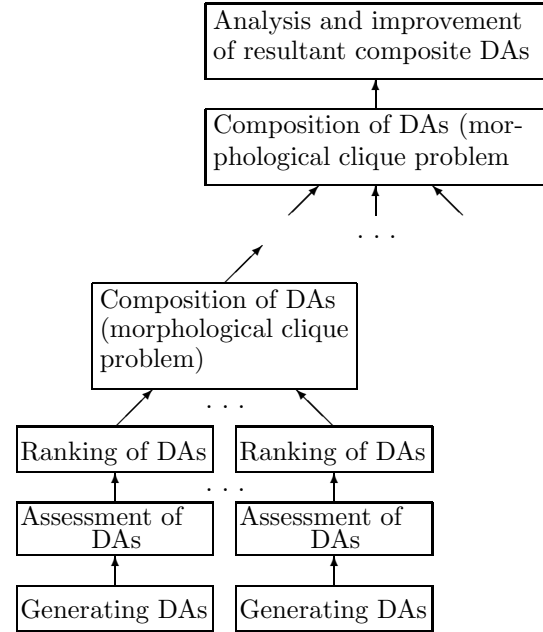 Analysis and improvement
of resultant composite DAs
Composition of DAs (mor-
phological clique problem
. . .
Composition of DAs
(morphological clique
problem)
. . .
Ranking of DAs
Ranking of DAs
. . .
Assessment of
DAs
Assessment of
DAs
Generating DAs
Generating DAs